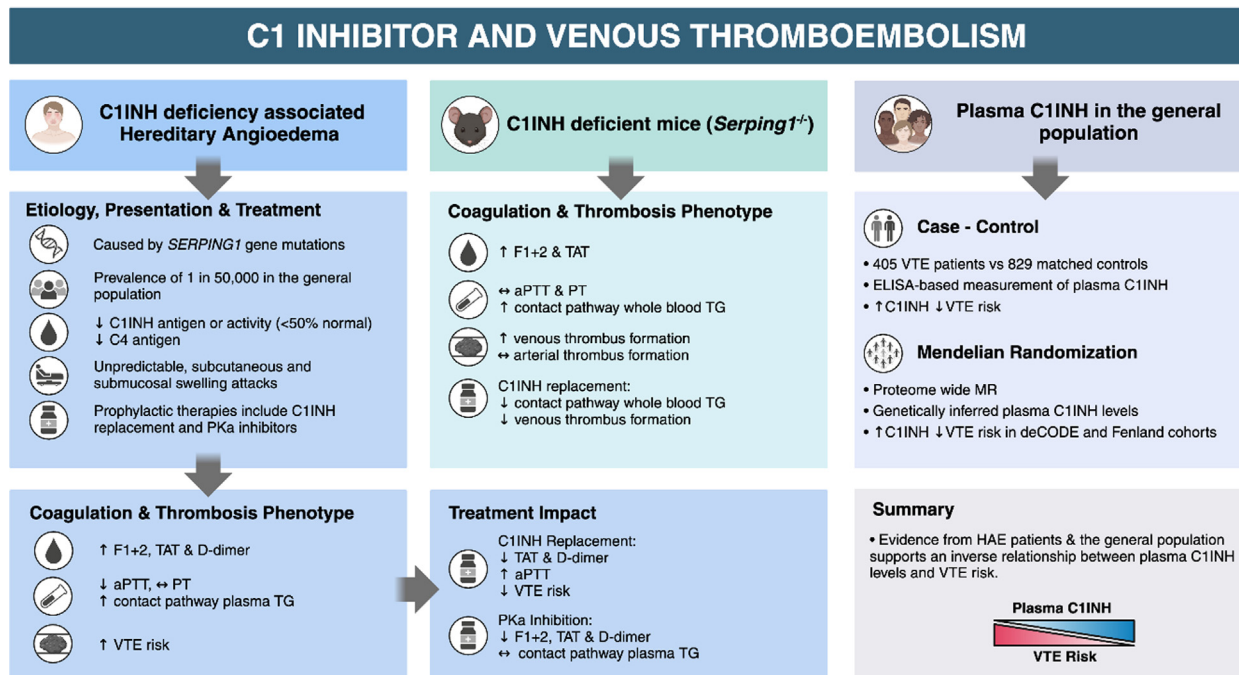 C1 INHIBITOR AND VENOUS THROMBOEMBOLISM
C1INH deficiency associated
Hereditary Angioedema
Etiology, Presentation & Treatment
Caused by SERPING1 gene mutations
Prevalence of 1 in 50,000 in the general
population
↓ C1INH antigen or activity (<50% normal)
↓ C4 antigen
Unpredictable, subcutaneous and
submucosal swelling attacks
Prophylactic therapies include C1INH
replacement and PKa inhibitors
Coagulation & Thrombosis Phenotype
↑ F1+2, TAT & D-dimer
↓ aPTT, ↔ PT
↑ contact pathway plasma TG
↑ VTE risk
Treatment Impact
C1INH Replacement:
↓ TAT & D-dimer
↑ aPTT
↓ VTE risk
PKa Inhibition:
↓ F1+2, TAT & D-dimer
↔ contact pathway plasma TG
C1INH deficient mice (Serping1-/-)
Coagulation & Thrombosis Phenotype
↑ F1+2 & TAT
↔ aPTT & PT
↑ contact pathway whole blood TG
↑ venous thrombus formation
↔ arterial thrombus formation
C1INH replacement:
↓ contact pathway whole blood TG
↓ venous thrombus formation
Plasma C1INH in the general
population
Case - Control
• 405 VTE patients vs 829 matched controls
• ELISA-based measurement of plasma C1INH
• ↑C1INH ↓VTE risk
Mendelian Randomization
• Proteome wide MR
• Genetically inferred plasma C1INH levels
• ↑C1INH ↓VTE risk in deCODE and Fenland cohorts
Summary
• Evidence from HAE patients & the general population
supports an inverse relationship between plasma C1INH
levels and VTE risk.
Plasma C1INH
VTE Risk